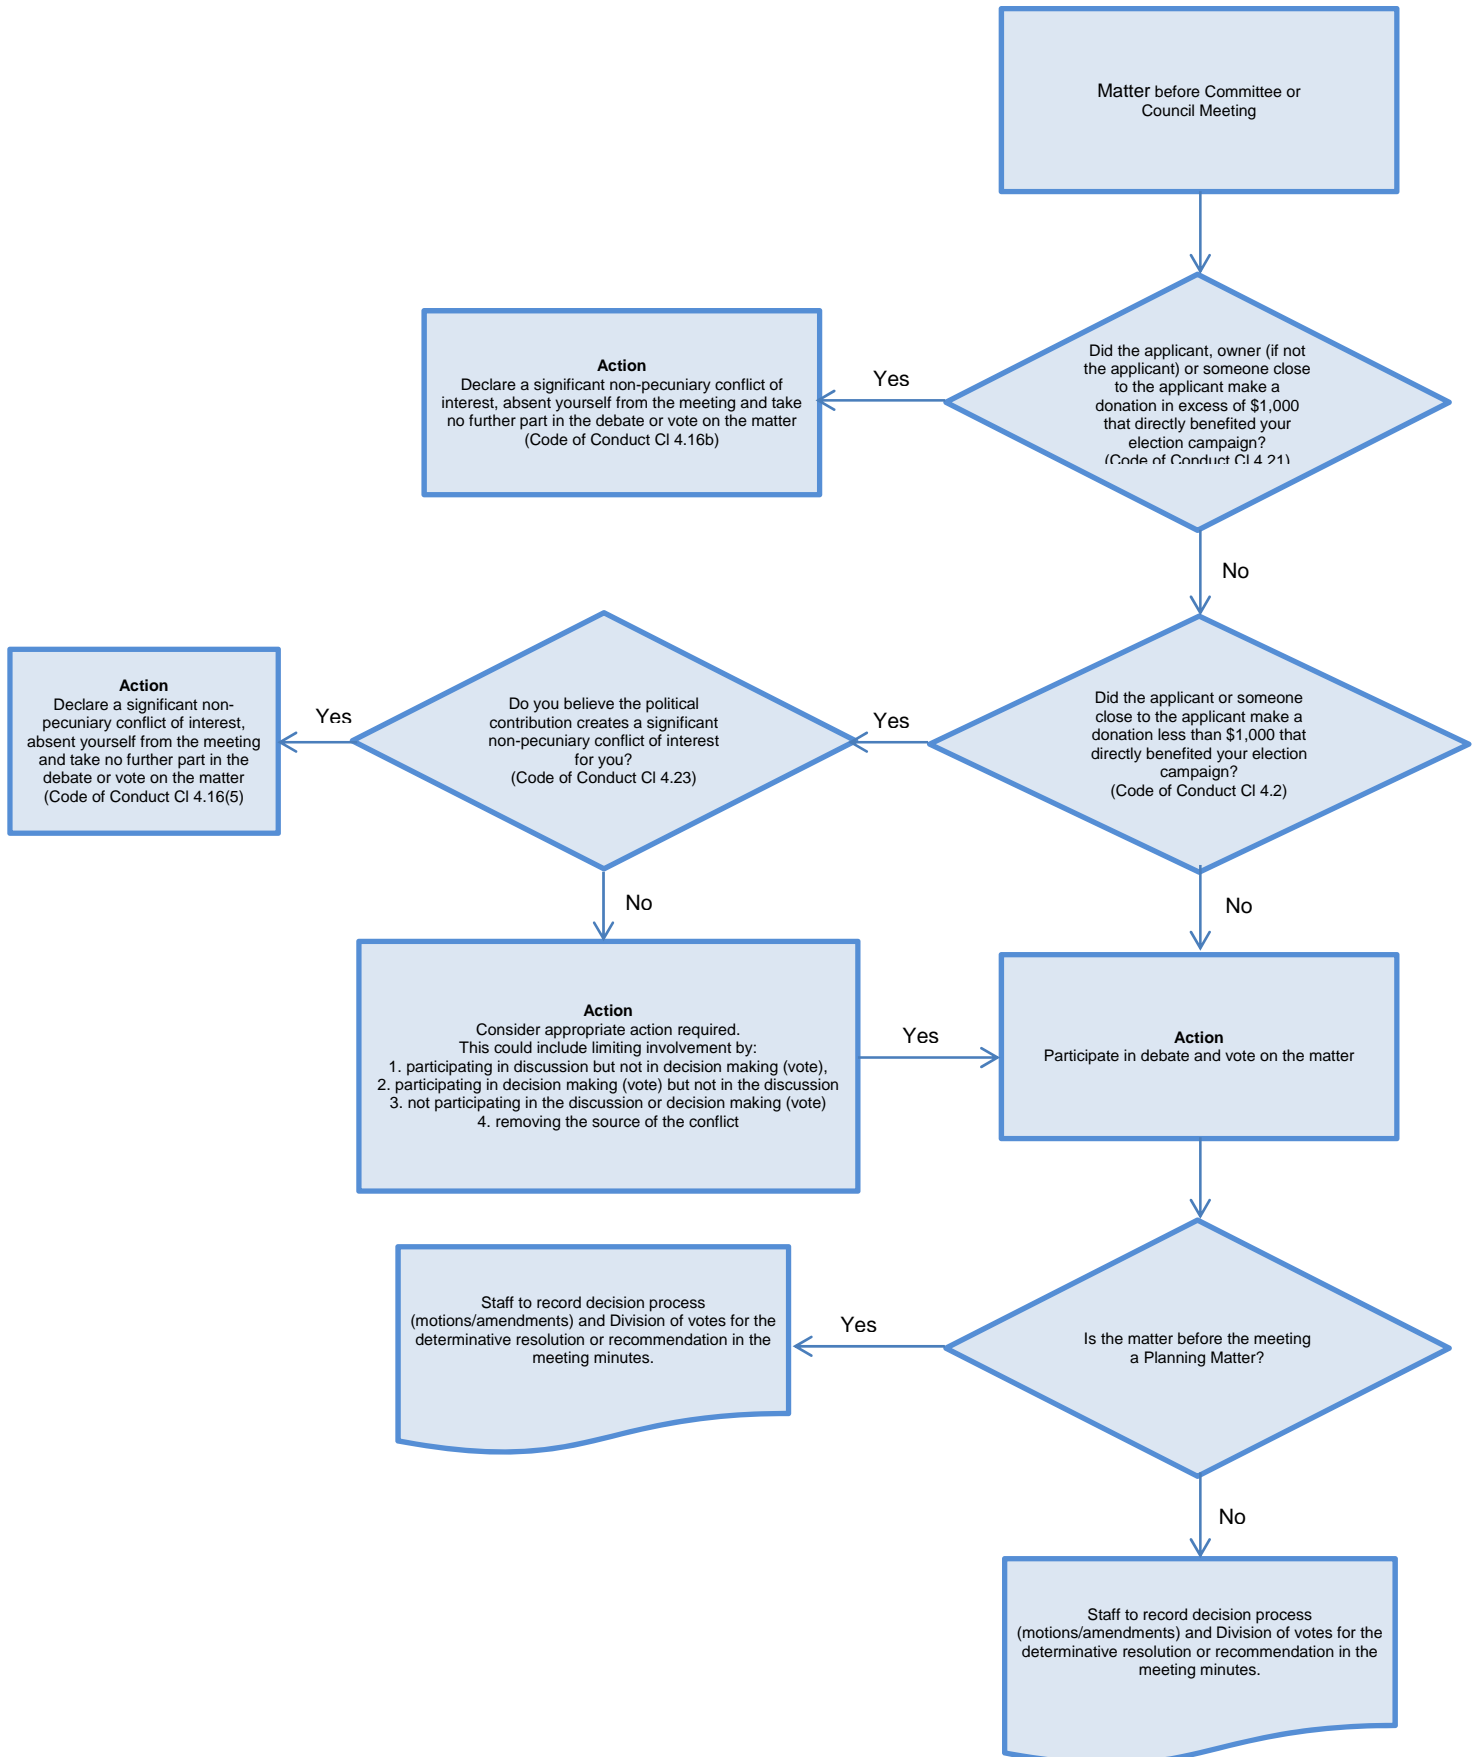 Matter before Committee or
Council Meeting
Did the applicant, owner (if not
the applicant) or someone close
to the applicant make a
donation in excess of $1,000
that directly benefited your
election campaign?
(Code of Conduct Cl 4.21)
Yes
Action
Declare a significant non-pecuniary conflict of
interest, absent yourself from the meeting and take
no further part in the debate or vote on the matter
(Code of Conduct Cl 4.16b)
No
Did the applicant or someone
close to the applicant make a
donation less than $1,000 that
directly benefited your election
campaign?
(Code of Conduct Cl 4.2)
Yes
Do you believe the political
contribution creates a significant
non-pecuniary conflict of interest
for you?
(Code of Conduct Cl 4.23)
Yes
Action
Declare a significant non-
pecuniary conflict of interest,
absent yourself from the meeting
and take no further part in the
debate or vote on the matter
(Code of Conduct Cl 4.16(5)
No
No
Action
Consider appropriate action required.
This could include limiting involvement by:
1. participating in discussion but not in decision making (vote),
2. participating in decision making (vote) but not in the discussion
3. not participating in the discussion or decision making (vote)
4. removing the source of the conflict
Yes
Action
Participate in debate and vote on the matter
Is the matter before the meeting
a Planning Matter?
Yes
Staff to record decision process
(motions/amendments) and Division of votes for the
determinative resolution or recommendation in the
meeting minutes.
No
Staff to record decision process
(motions/amendments) and Division of votes for the
determinative resolution or recommendation in the
meeting minutes.